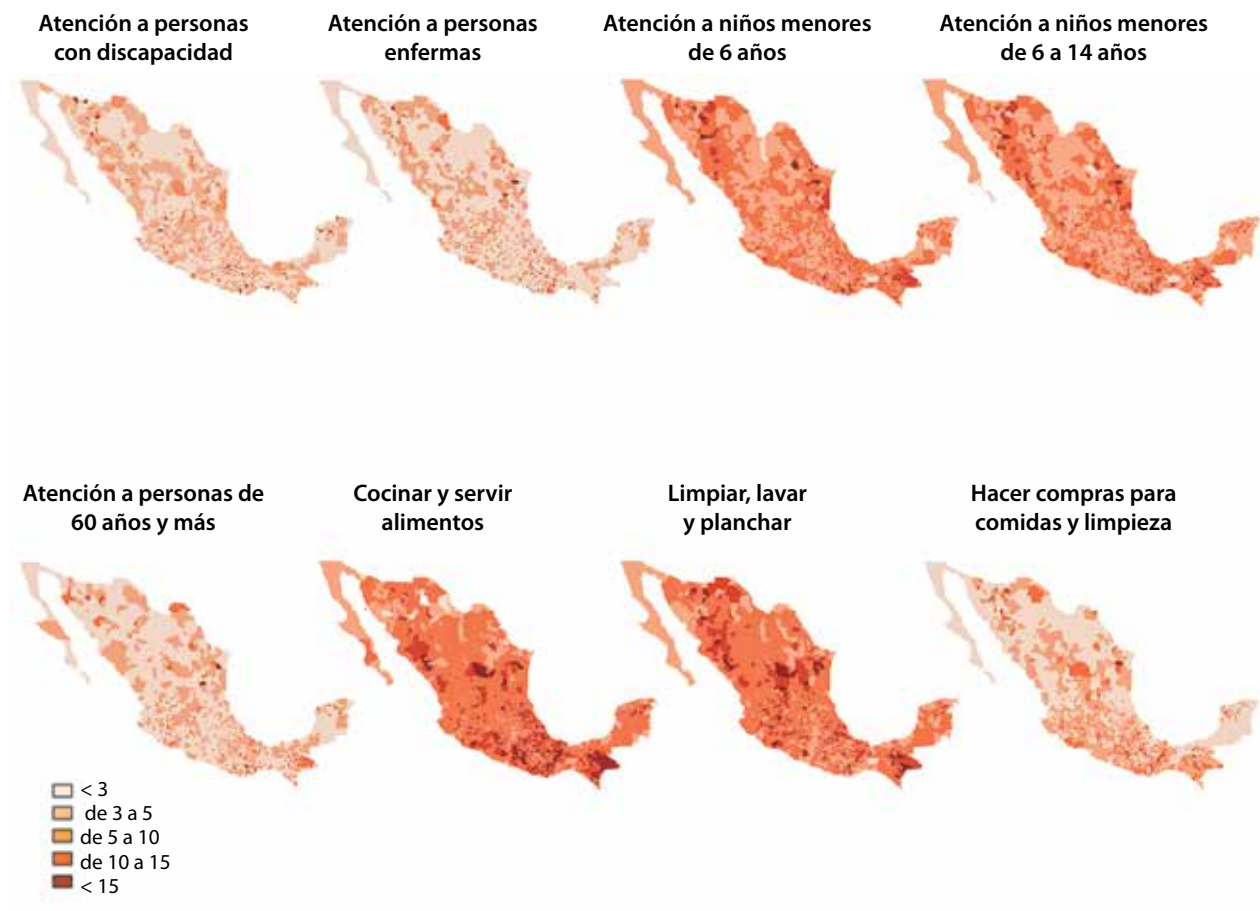 Atención a personas
con discapacidad
Atención a personas
enfermas
Atención a niños menores
de 6 años
Atención a niños menores
de 6 a 14 años
Atención a personas de
60 años y más
Cocinar y servir
alimentos
Limpiar, lavar
y planchar
Hacer compras para
comidas y limpieza
< 3
de 3 a 5
de 5 a 10
de 10 a 15
< 15